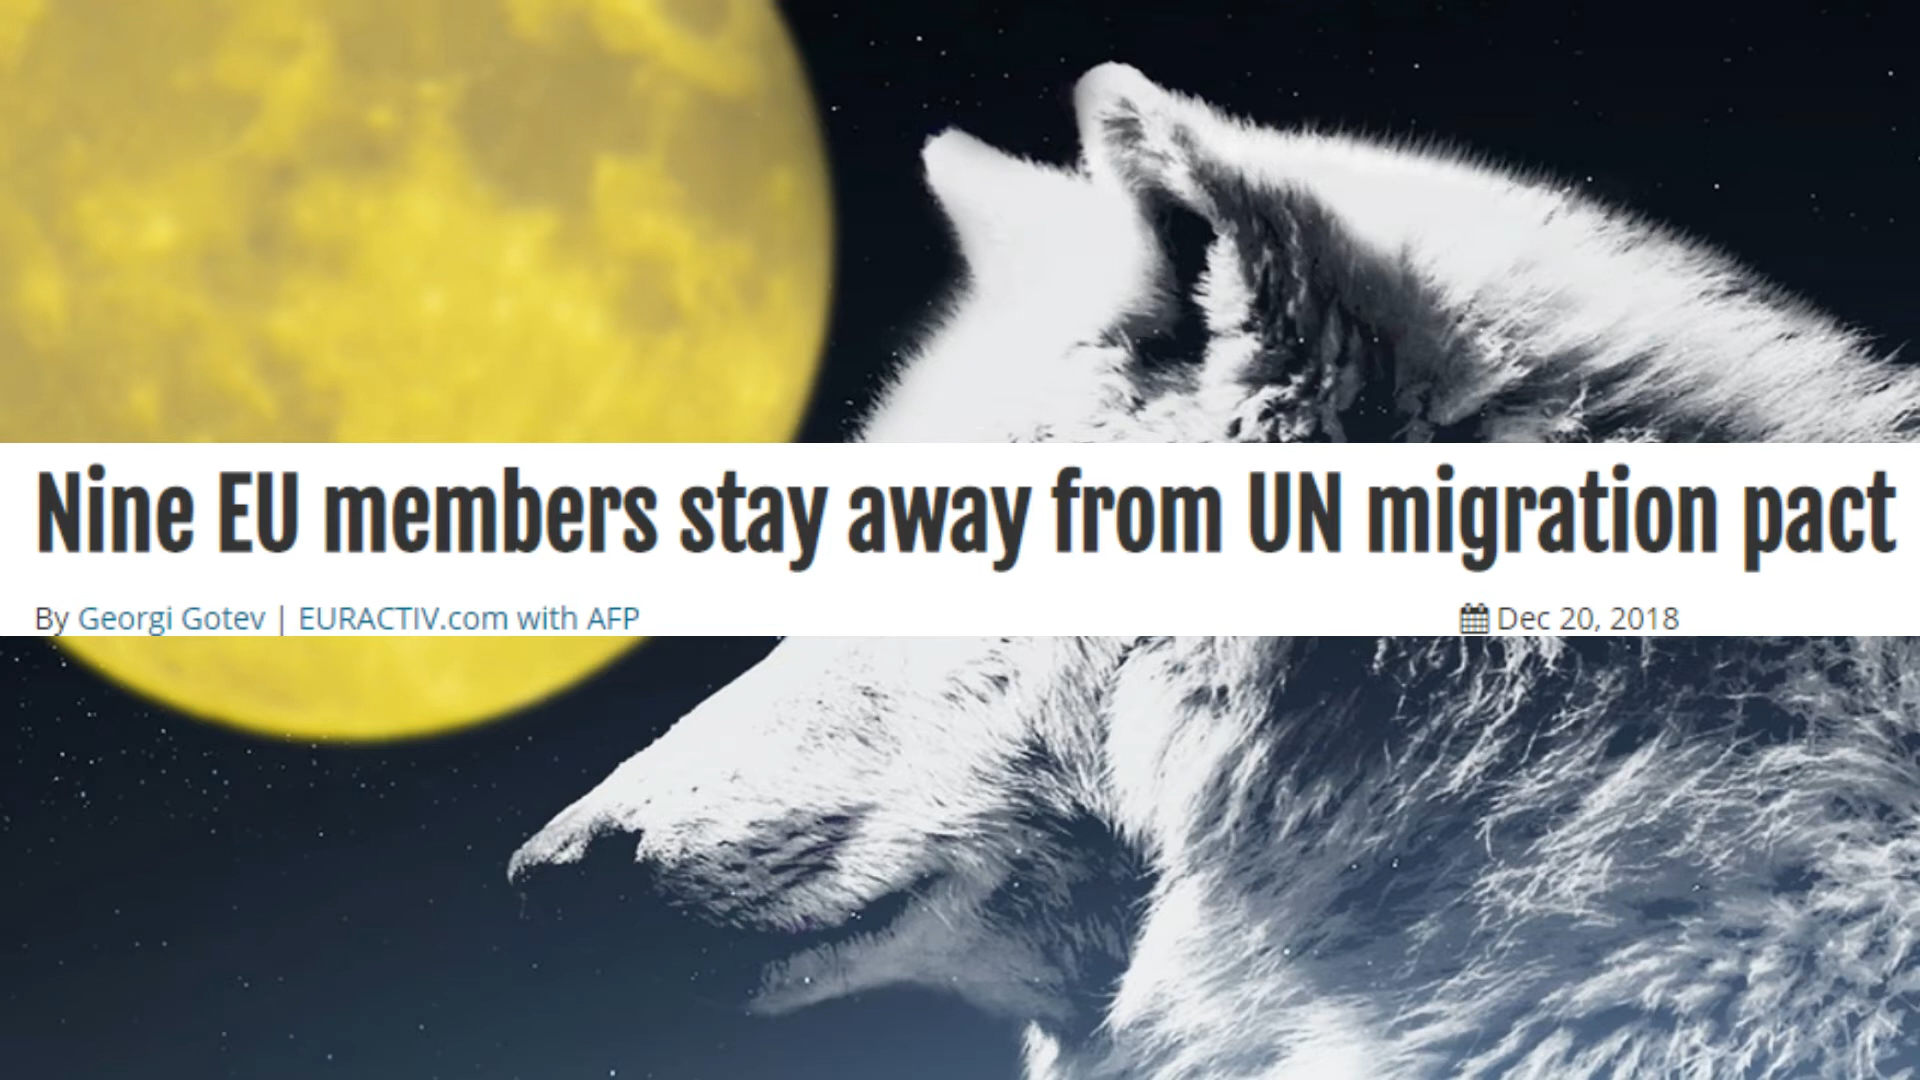 Nine EU members stay away from UN migration pact
By Georgi Gotev | EURACTIV.com with AFP Dec 20, 2018